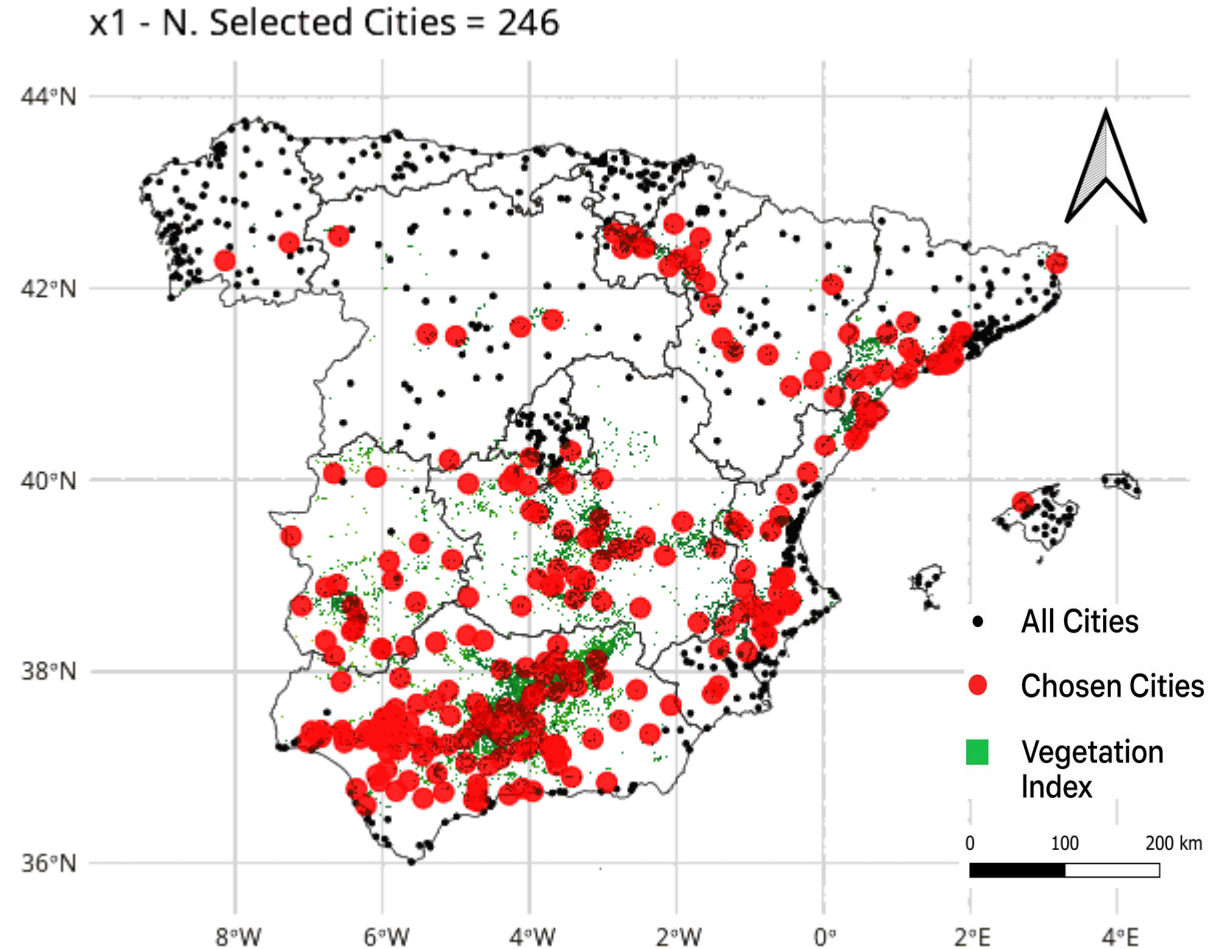 x1 - N. Selected Cities = 246
44°N
42°N
40°N
38°N
36°N
All Cities
Chosen Cities
Vegetation
Index
0 100 200 km
8°W 6°W 4°W 2°W 0° 2°E 4°E